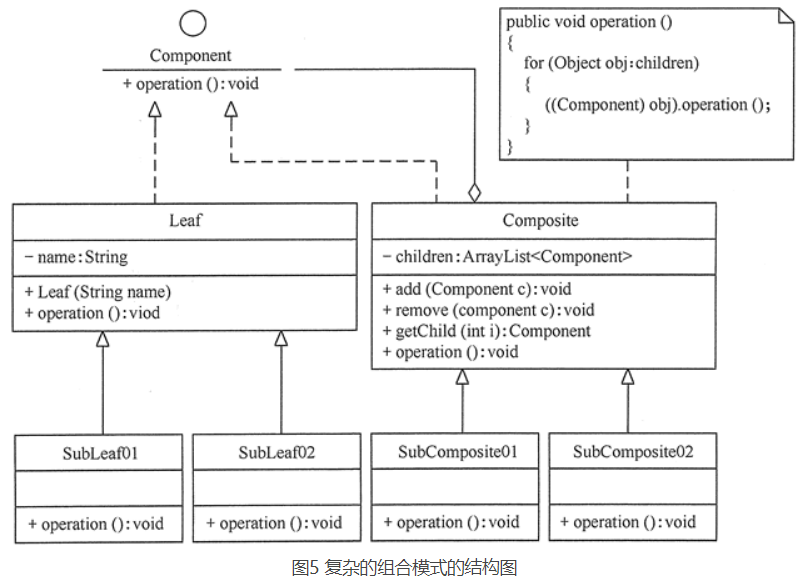 Component
+ operation ( ) : void
public void operation ( )
{
for (Object obj:children)
{
((Component) obj).operation ( );
}
}
Leaf
- name:String
+ Leaf (String name)
+ operation ( ) : viod
Composite
- children:ArrayList<Component>
+ add (Component c):void
+ remove (component c):void
+ getChild (int i):Component
+ operation ( ):void
SubLeaf01
+ operation ( ):void
SubLeaf02
+ operation ( ):void
SubComposite01
+ operation ( ):void
SubComposite02
+ operation ( ):void
图5 复杂的组合模式的结构图